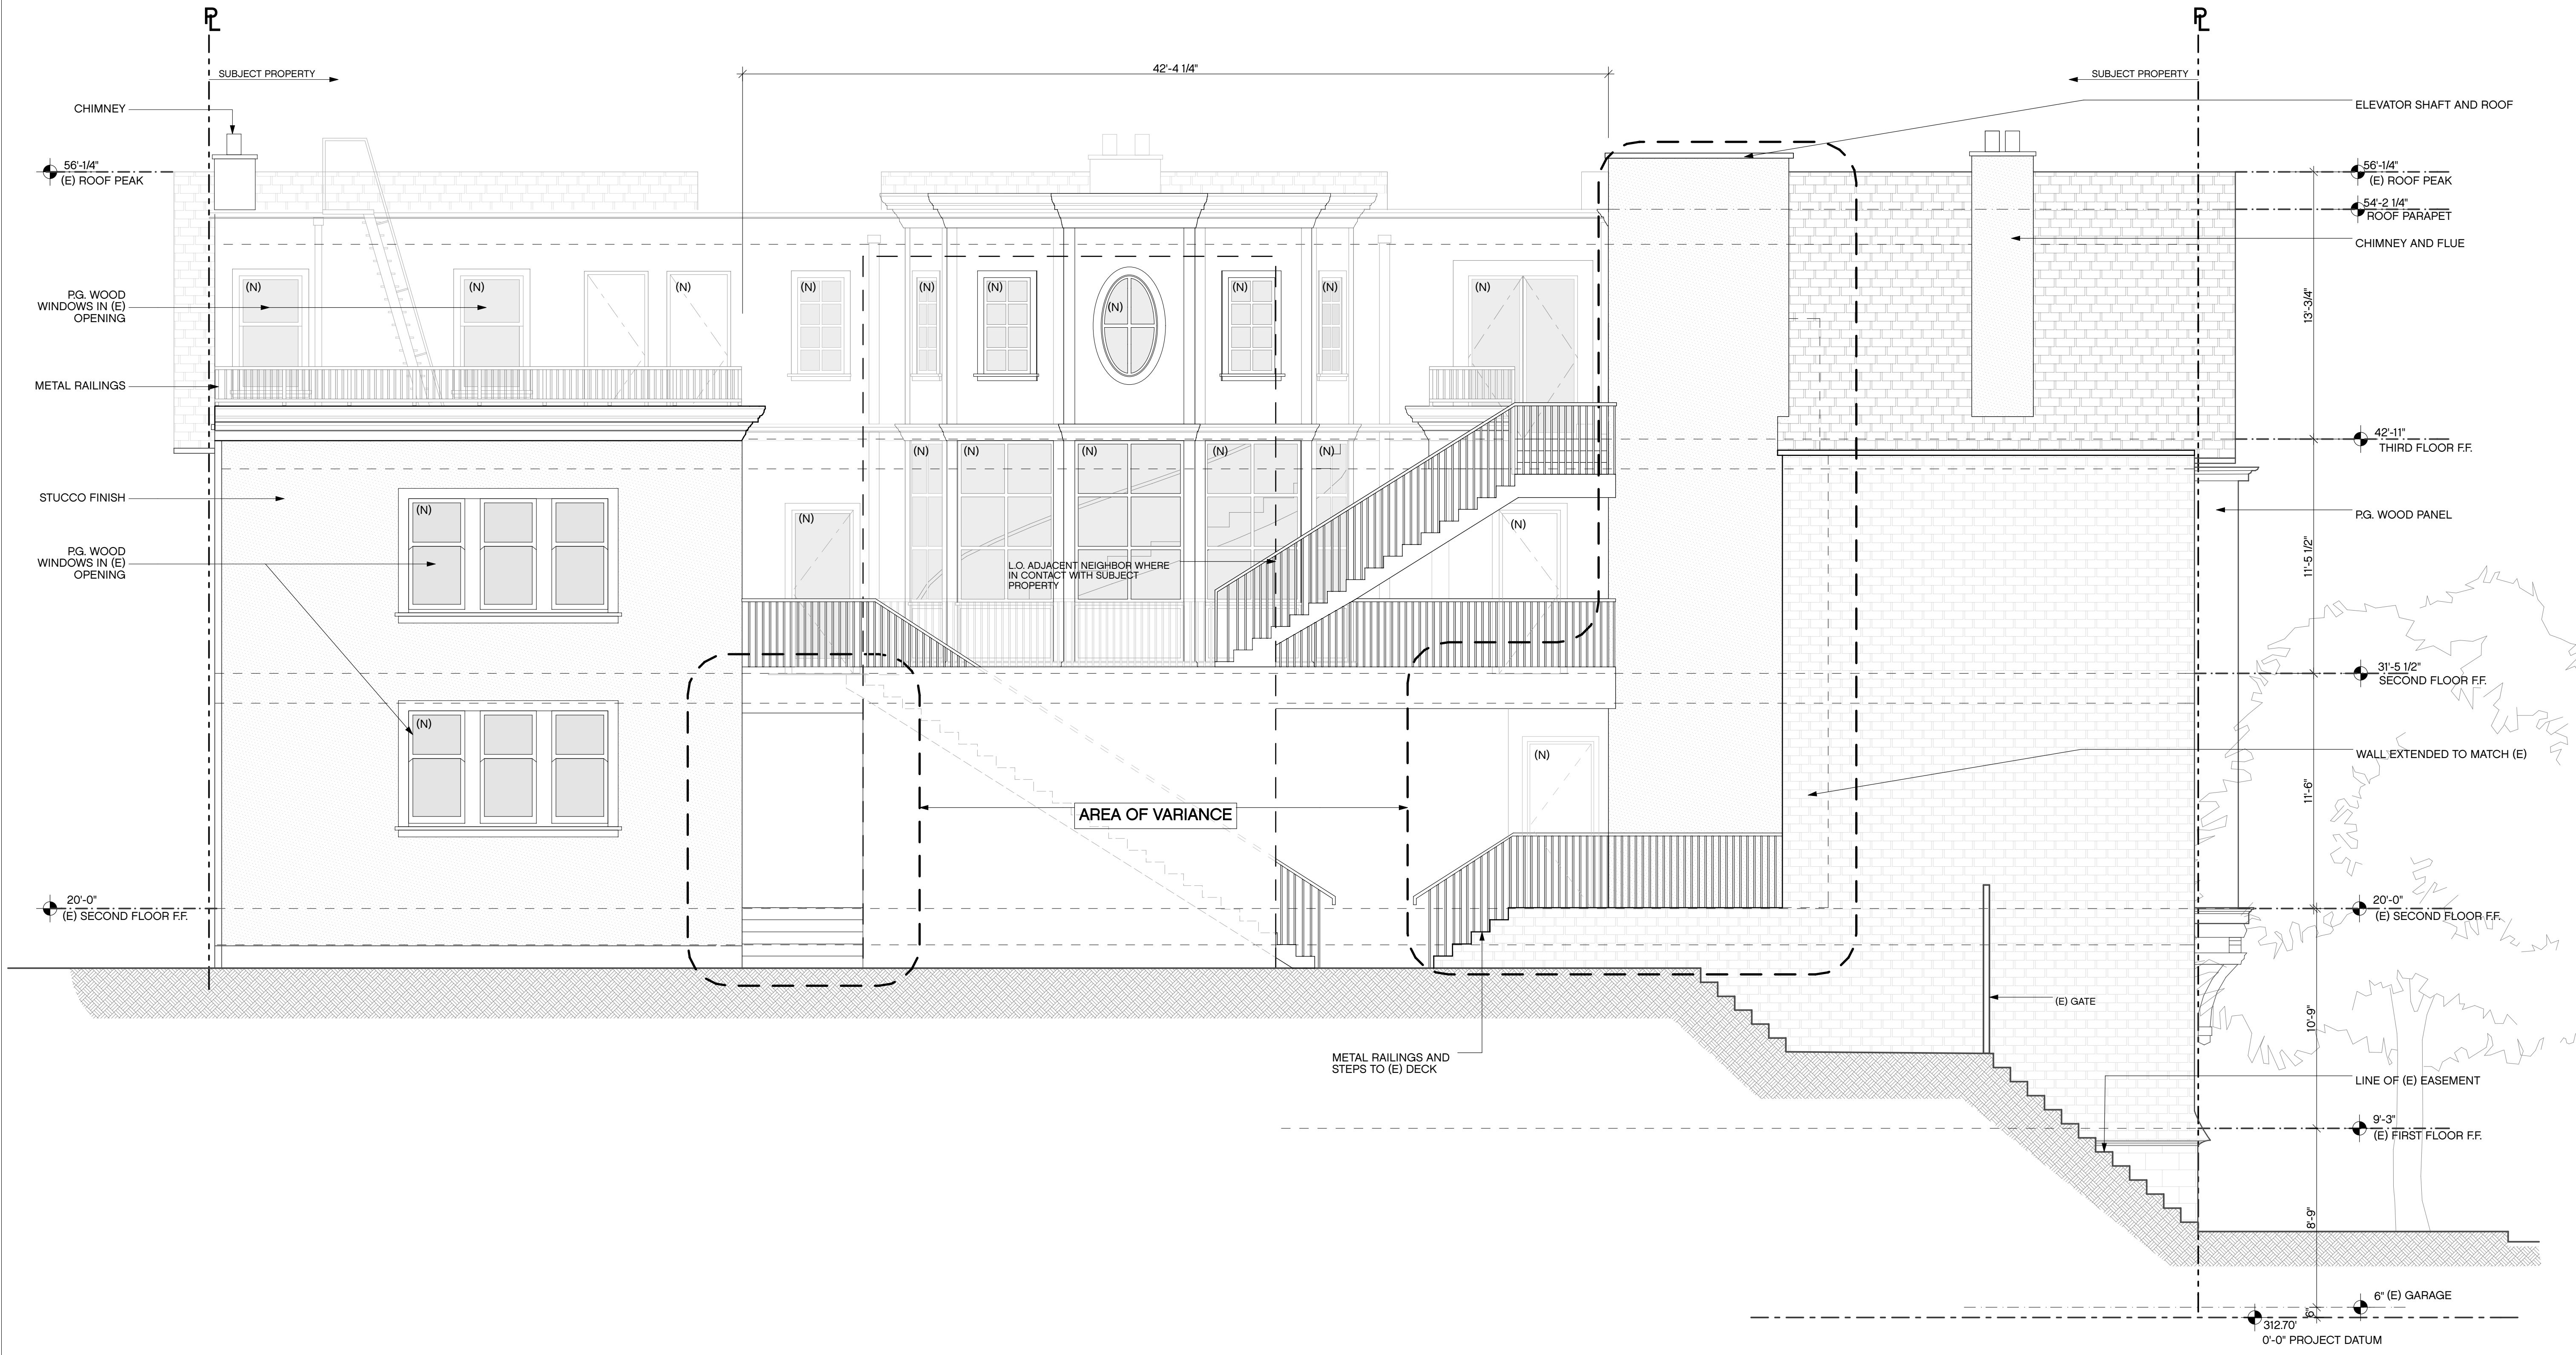 PL
PL
SUBJECT PROPERTY
42'-4 1/4"
SUBJECT PROPERTY
CHIMNEY
ELEVATOR SHAFT AND ROOF
56'-1/4"
(E) ROOF PEAK
56'-1/4"
(E) ROOF PEAK
54'-2 1/4"
ROOF PARAPET
CHIMNEY AND FLUE
P.G. WOOD
WINDOWS IN (E)
OPENING
(N)
(N)
(N)
(N)
(N)
(N)
(N)
(N)
(N)
(N)
13'-3/4"
METAL RAILINGS
42'-11"
THIRD FLOOR F.F.
(N)
(N)
(N)
(N)
(N)
STUCCO FINISH
(N)
(N)
(N)
P.G. WOOD PANEL
P.G. WOOD
WINDOWS IN (E)
OPENING
11'-5 1/2"
L.O. ADJACENT NEIGHBOR WHERE
IN CONTACT WITH SUBJECT
PROPERTY
31'-5 1/2"
SECOND FLOOR F.F.
(N)
(N)
WALL EXTENDED TO MATCH (E)
11'-6"
AREA OF VARIANCE
20'-0"
(E) SECOND FLOOR F.F.
20'-0"
(E) SECOND FLOOR F.F.
(E) GATE
10'-9"
METAL RAILINGS AND
STEPS TO (E) DECK
LINE OF (E) EASEMENT
9'-3"
(E) FIRST FLOOR F.F.
8'-9"
6" (E) GARAGE
6"
312.70'
0'-0" PROJECT DATUM